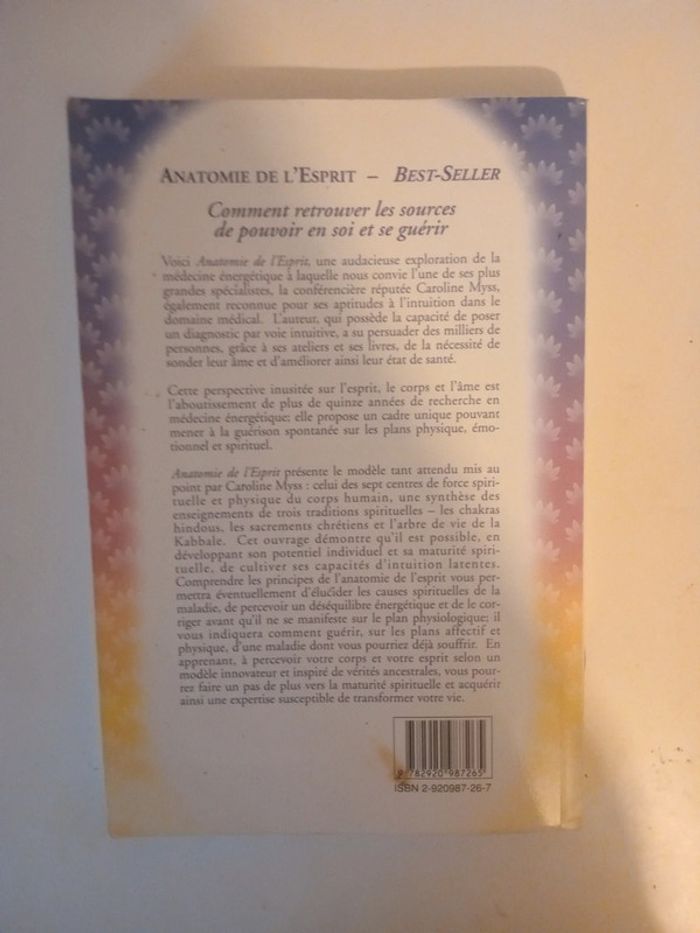 ANATOMIE DE L'ESPRIT – BEST-SELLER
Comment retrouver les sources
de pouvoir en soi et se guérir
Voici Anatomie de l'Esprit, une audacieuse exploration de la
médecine énergétique à laquelle nous convie l'une de ses plus
grandes spécialistes, la conférencière réputée Caroline Myss,
également reconnue pour ses aptitudes à l'intuition dans le
domaine médical. L'auteur, qui possède la capacité de poser
un diagnostic par voie intuitive, a su persuader des milliers de
personnes, grâce à ses ateliers et ses livres, de la nécessité de
sonder leur âme et d'améliorer ainsi leur état de santé.
Cette perspective inusitée sur l'esprit, le corps et l'âme est
l'aboutissement de plus de quinze années de recherche en
médecine énergétique; elle propose un cadre unique pouvant
mener à la guérison spontanée sur les plans physique, émo-
tionnel et spirituel.
Anatomie de l'Esprit présente le modèle tant attendu mis au
point par Caroline Myss : celui des sept centres de force spiri-
tuelle et physique du corps humain, une synthèse des
enseignements de trois traditions spirituelles – les chakras
hindous, les sacrements chrétiens et l'arbre de vie de la
Kabbale. Cet ouvrage démontre qu'il est possible, en
développant son potentiel individuel et sa maturité spiri-
tuelle, de cultiver ses capacités d'intuition latentes.
Comprendre les principes de l'anatomie de l'esprit vous per-
mettra éventuellement d'élucider les causes spirituelles de la
maladie, de percevoir un déséquilibre énergétique et de le cor-
riger avant qu'il ne se manifeste sur le plan physiologique; il
vous indiquera comment guérir, sur les plans affectif et
physique, d'une maladie dont vous pourriez déjà souffrir. En
apprenant, à percevoir votre corps et votre esprit selon un
modèle innovateur et inspiré de vérités ancestrales, vous pour-
rez faire un pas de plus vers la maturité spirituelle et acquérir
ainsi une expertise susceptible de transformer votre vie.
9 782920 987265
ISBN 2-920987-26-7